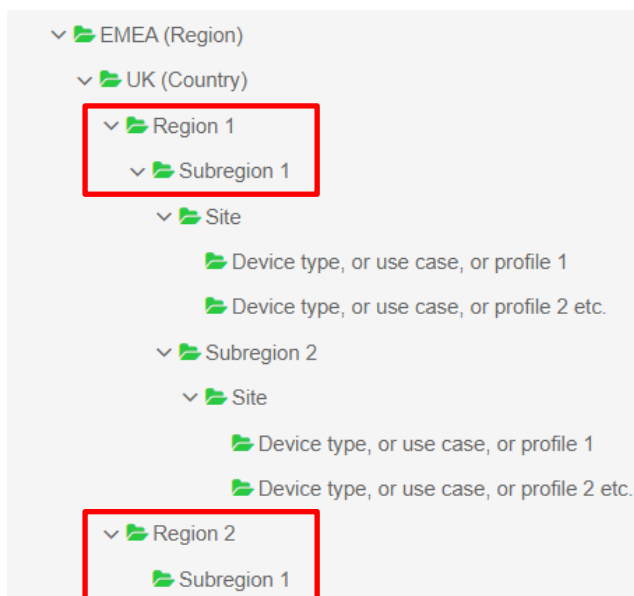 EMEA (Region)
UK (Country)
Region 1
Subregion 1
Site
Device type, or use case, or profile 1
Device type, or use case, or profile 2 etc.
Subregion 2
Site
Device type, or use case, or profile 1
Device type, or use case, or profile 2 etc.
Region 2
Subregion 1